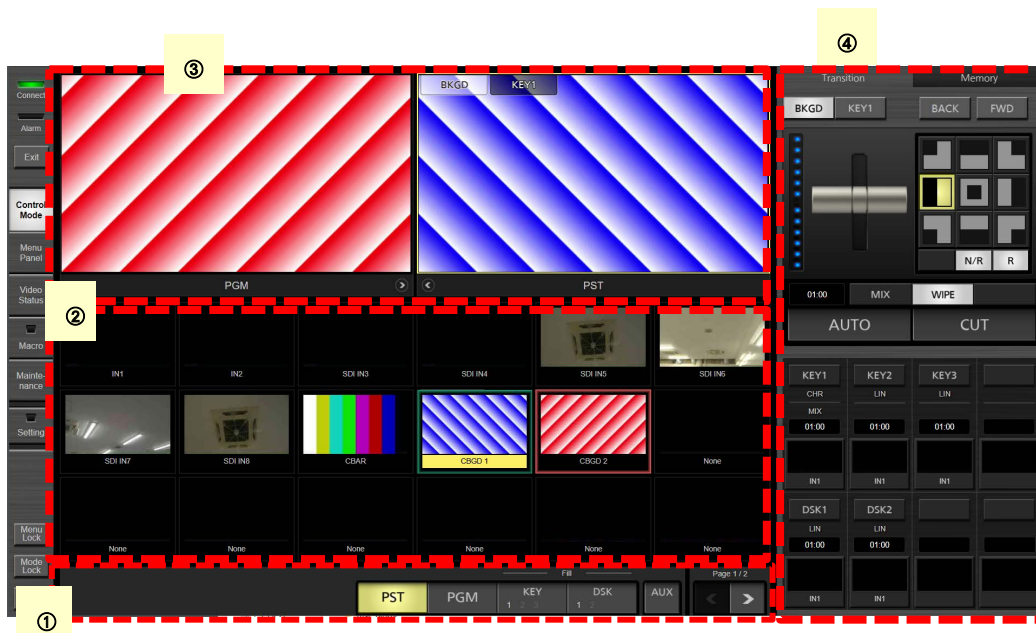 ③
④
Connect
Alarm
Exit
Control
Mode
Menu
Panel
Video
Status
Macro
Mainte-
nance
Setting
Menu
Lock
Mode
Lock
BKGD KEY1
PGM
PST
②
IN1 IN2 SDI IN3 SDI IN4 SDI IN5 SDI IN6
SDI IN7 SDI IN8 CBAR CBGD 1 CBGD 2 None
None None None None None None
Fill
Page 1 / 2
PST PGM KEY DSK AUX < >
1 2 3 1 2
①
Transition Memory
BKGD KEY1 BACK FWD
N/R R
01:00 MIX WIPE
AUTO CUT
KEY1 KEY2 KEY3
CHR LIN LIN
MIX
01:00 01:00 01:00
IN1 IN1 IN1
DSK1 DSK2
LIN LIN
01:00 01:00
IN1 IN1